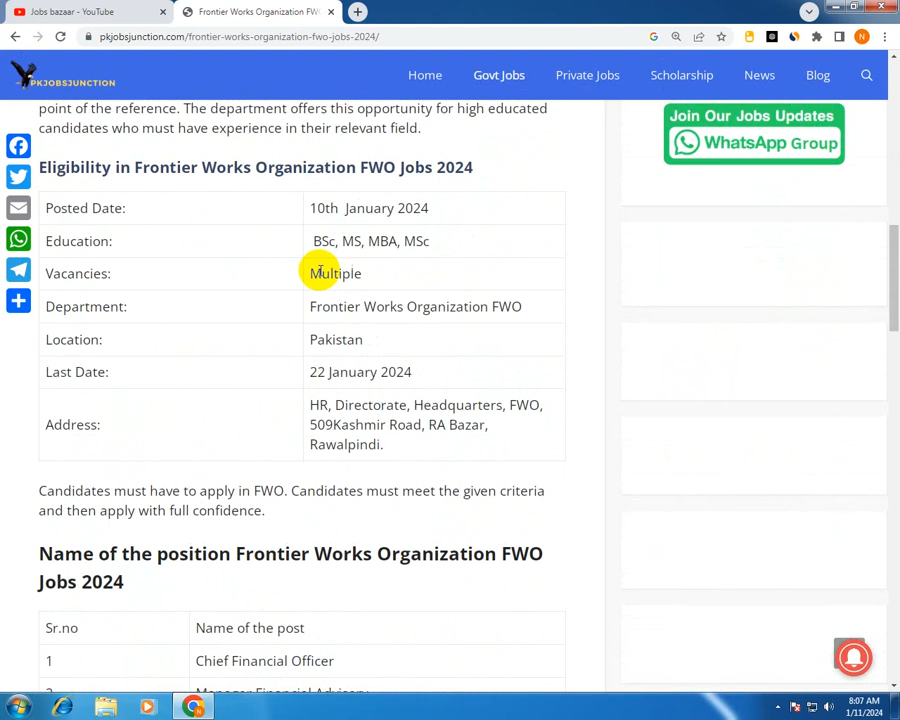 Jobs bazaar - YouTube
Frontier Works Organization FW
pkjobsjunction.com/frontier-works-organization-fwo-jobs-2024/
PKJOBSJUNCTION
Home
Govt Jobs
Private Jobs
Scholarship
News
Blog
point of the reference. The department offers this opportunity for high educated
candidates who must have experience in their relevant field.
Join Our Jobs Updates
WhatsApp Group
Eligibility in Frontier Works Organization FWO Jobs 2024
Posted Date: 10th January 2024
Education: BSc, MS, MBA, MSc
Vacancies: Multiple
Department: Frontier Works Organization FWO
Location: Pakistan
Last Date: 22 January 2024
Address: HR, Directorate, Headquarters, FWO,
509Kashmir Road, RA Bazar,
Rawalpindi.
Candidates must have to apply in FWO. Candidates must meet the given criteria
and then apply with full confidence.
Name of the position Frontier Works Organization FWO
Jobs 2024
Sr.no Name of the post
1 Chief Financial Officer
2 Manager Financial Advisory
N
8:07 AM
1/11/2024